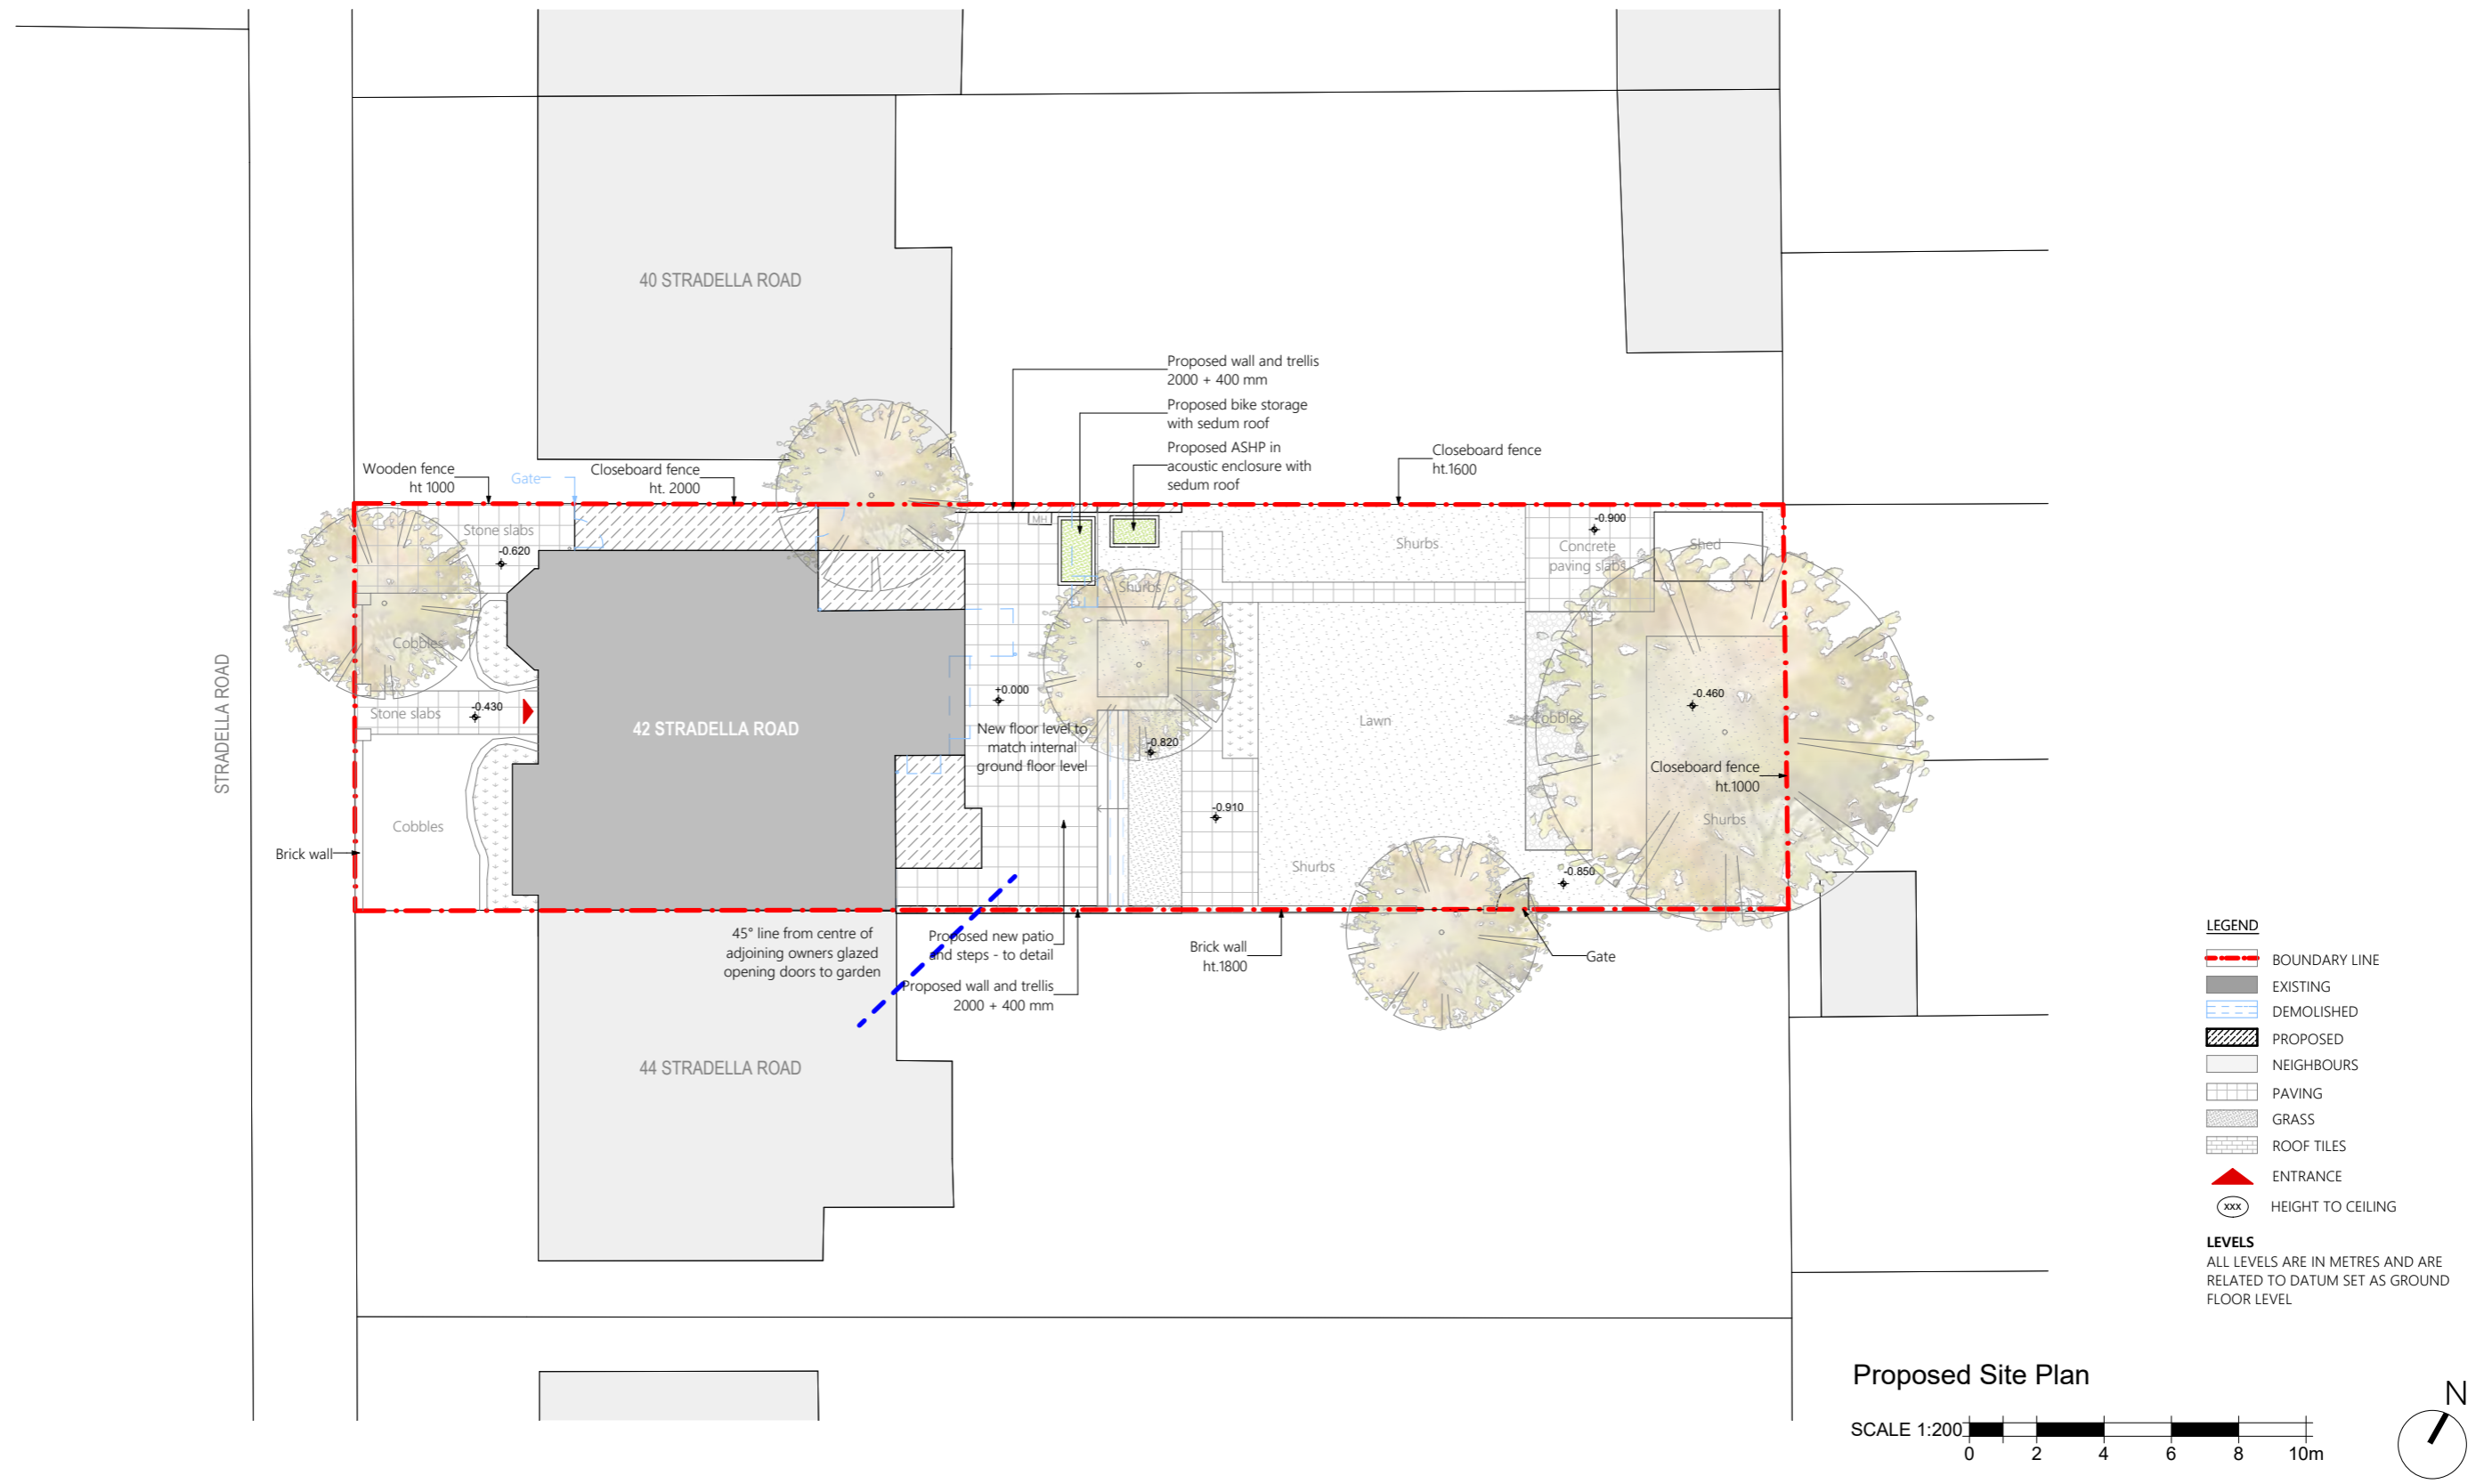 40 STRADELLA ROAD
Proposed wall and trellis
2000 + 400 mm
Proposed bike storage
with sedum roof
Proposed ASHP in
acoustic enclosure with
sedum roof
Closeboard fence
ht.1600
Wooden fence
ht 1000
Gate
Closeboard fence
ht. 2000
Stone slabs
-0.620
MH
Shurbs
-0.900
Concrete
paving slabs
Shed
Shurbs
Cobbles
Stone slabs
-0.430
42 STRADELLA ROAD
+0.000
New floor level to
match internal
ground floor level
-0.820
Lawn
Cobbles
-0.460
STRADELLA ROAD
Closeboard fence
ht.1000
-0.910
Shurbs
Cobbles
Brick wall
Shurbs
-0.850
45° line from centre of
adjoining owners glazed
opening doors to garden
Proposed new patio
and steps - to detail
Proposed wall and trellis
2000 + 400 mm
Brick wall
ht.1800
Gate
44 STRADELLA ROAD
LEGEND
BOUNDARY LINE
EXISTING
DEMOLISHED
PROPOSED
NEIGHBOURS
PAVING
GRASS
ROOF TILES
ENTRANCE
XXX
HEIGHT TO CEILING
LEVELS
ALL LEVELS ARE IN METRES AND ARE
RELATED TO DATUM SET AS GROUND
FLOOR LEVEL
Proposed Site Plan
SCALE 1:200
0 2 4 6 8 10m
N